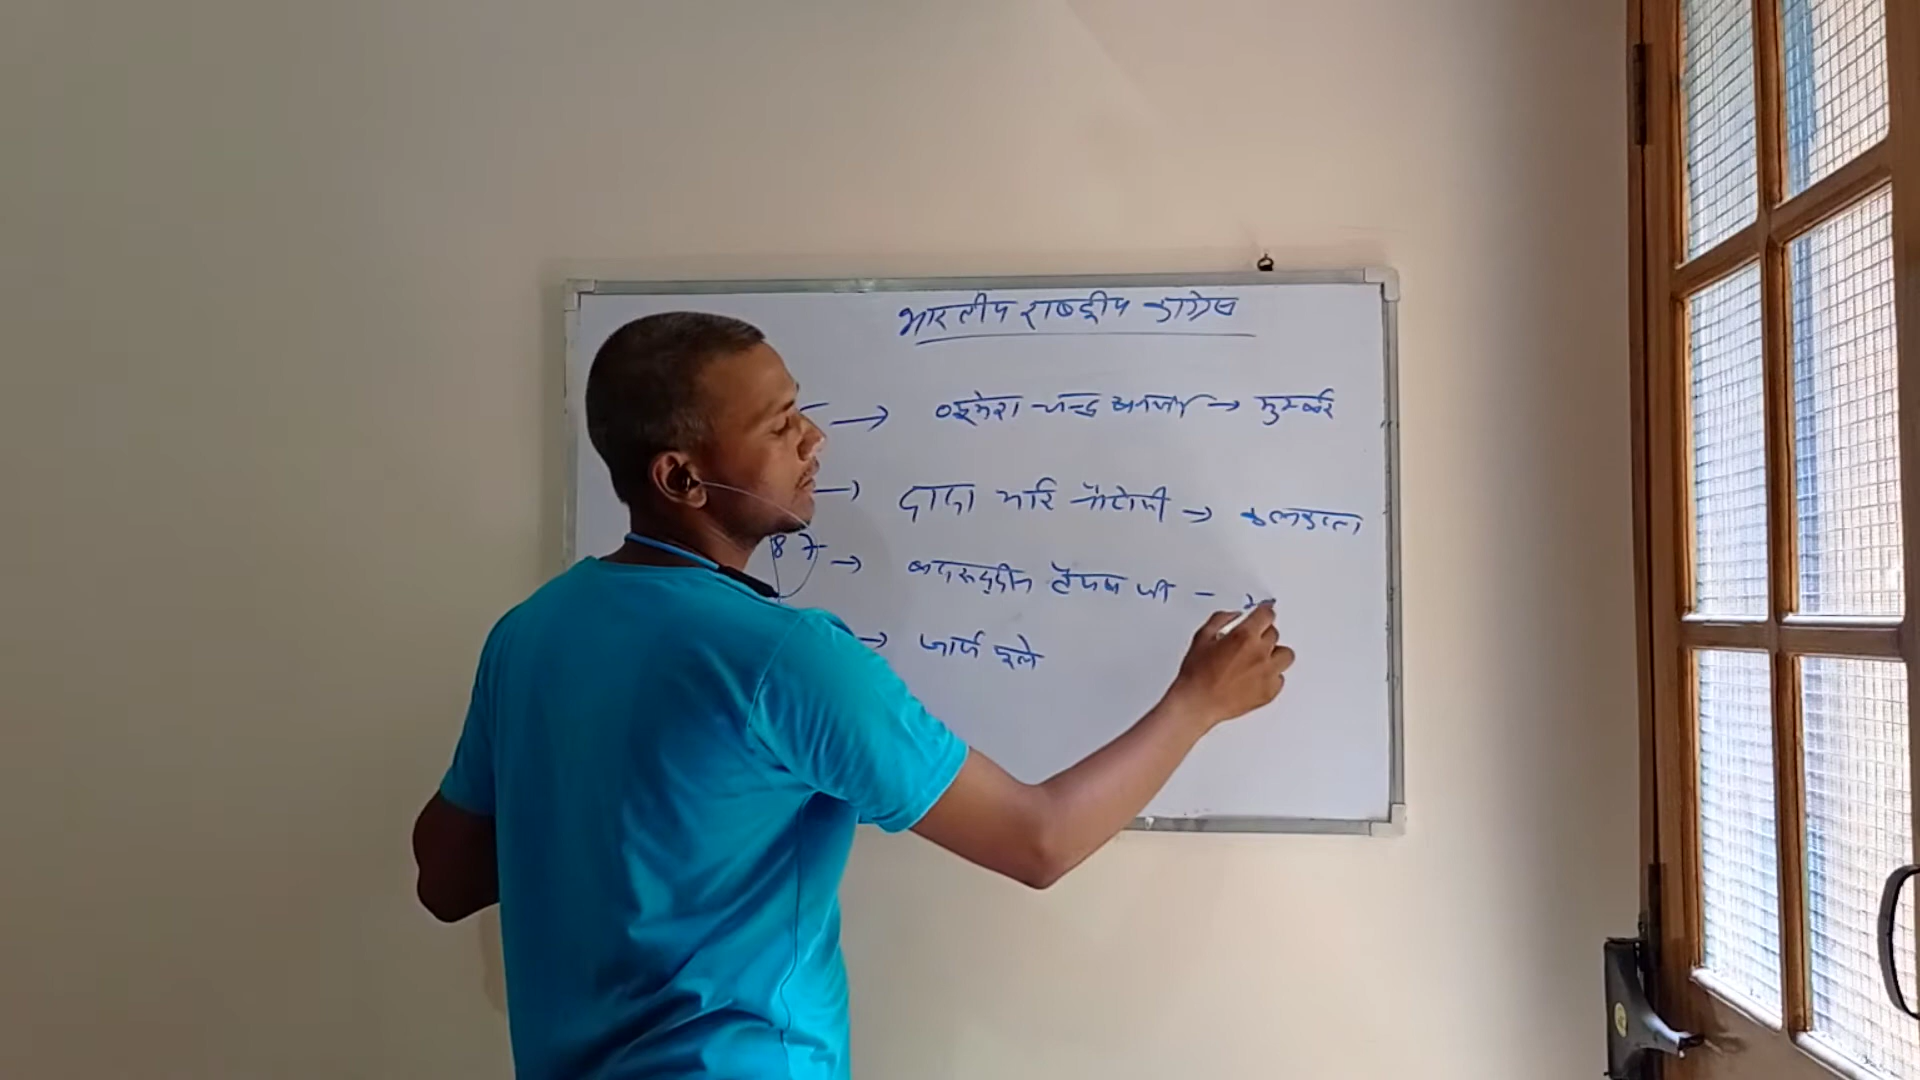 भारतीय राष्ट्रीय कांग्रेस
व्योमेश चन्द्र बनर्जी → मुम्बई
→ दादा भाई नौरोजी → कलकत्ता
87 → बदरूद्दीन तैयब जी -
→ जार्ज यूले